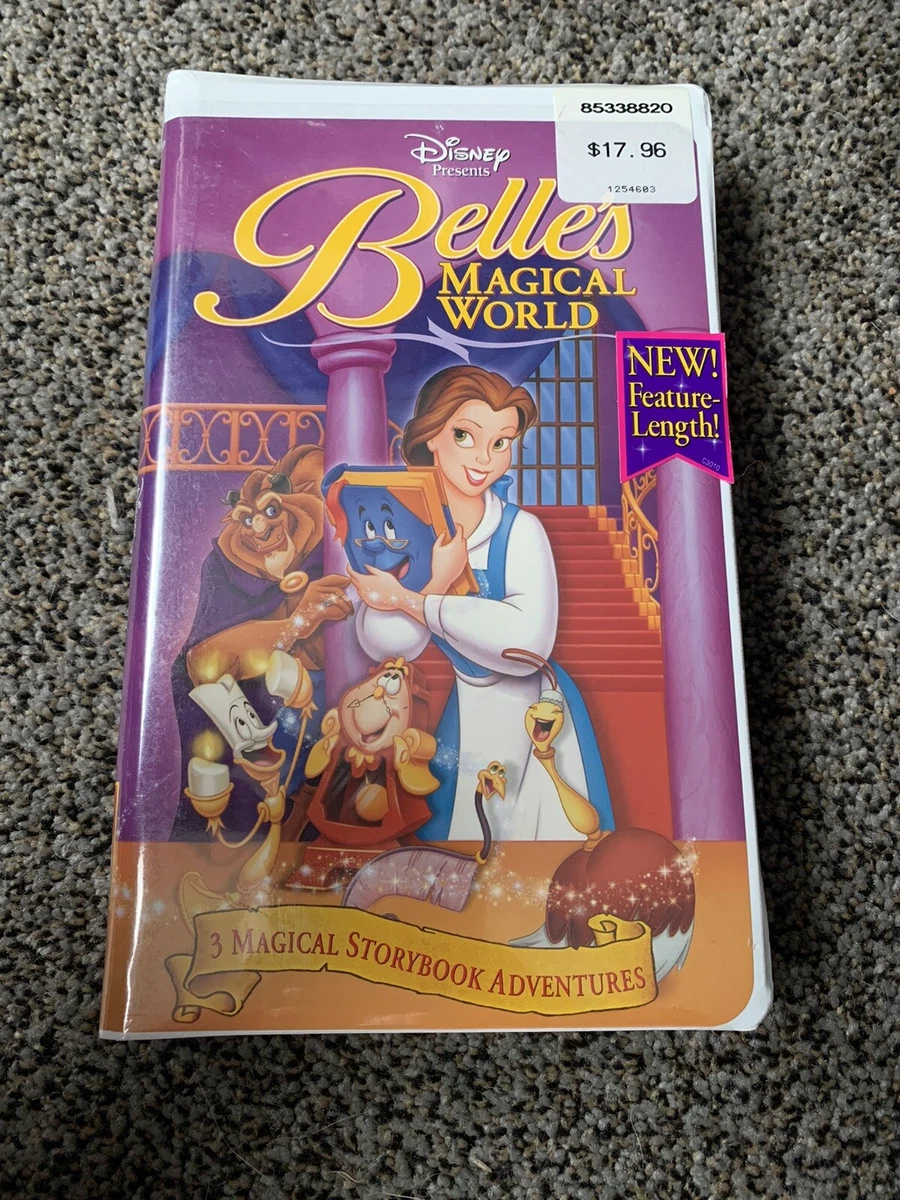 85338820
$17.96
1254603
Disney
Presents
Belle's
MAGICAL
WORLD
NEW!
Feature-
Length!
C3010
3 MAGICAL STORYBOOK ADVENTURES